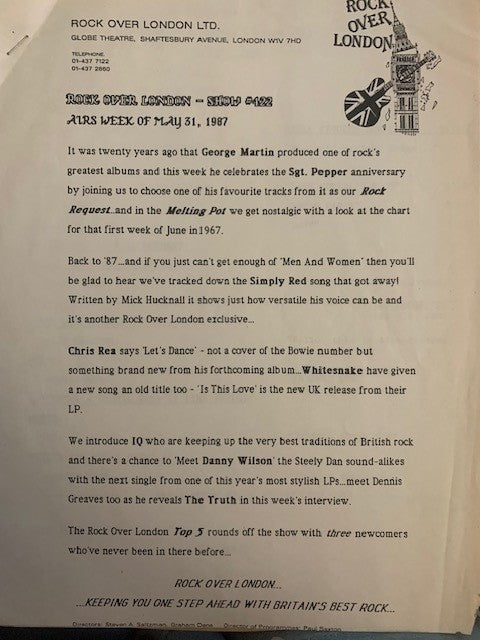 ROCK OVER LONDON LTD.
GLOBE THEATRE, SHAFTESBURY AVENUE, LONDON W1V 7HD
TELEPHONE.
01-437 7122
01-437 2660
ROCK
OVER
LONDON
ROCK OVER LONDON - SHOW #422
AIRS WEEK OF MAY 31, 1987
It was twenty years ago that George Martin produced one of rock's
greatest albums and this week he celebrates the Sgt. Pepper anniversary
by joining us to choose one of his favourite tracks from it as our Rock
Request..and in the Melting Pot we get nostalgic with a look at the chart
for that first week of June in 1967.
Back to '87...and if you just can't get enough of 'Men And Women' then you'll
be glad to hear we've tracked down the Simply Red song that got away!
Written by Mick Hucknall it shows just how versatile his voice can be and
it's another Rock Over London exclusive...
Chris Rea says 'Let's Dance' - not a cover of the Bowie number but
something brand new from his forthcoming album...Whitesnake have given
a new song an old title too - 'Is This Love' is the new UK release from their
LP.
We introduce IQ who are keeping up the very best traditions of British rock
and there's a chance to 'Meet Danny Wilson' the Steely Dan sound-alikes
with the next single from one of this year's most stylish LPs...meet Dennis
Greaves too as he reveals The Truth in this week's interview.
The Rock Over London Top 5 rounds off the show with three newcomers
who've never been in there before...
ROCK OVER LONDON...
...KEEPING YOU ONE STEP AHEAD WITH BRITAIN'S BEST ROCK...
Directors: Steven A. Saltzman, Graham Dene Director of Programmes: Paul Sexton